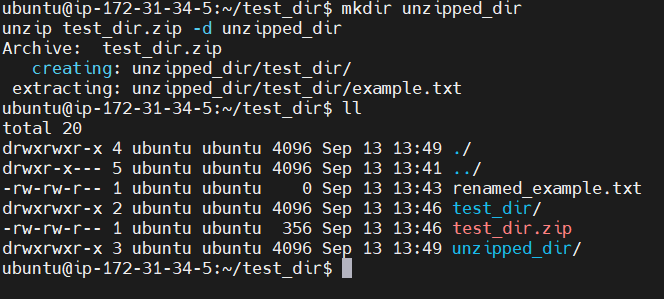 ubuntu@ip-172-31-34-5:~/test_dir$ mkdir unzipped_dir
unzip test_dir.zip -d unzipped_dir
Archive:  test_dir.zip
   creating: unzipped_dir/test_dir/
 extracting: unzipped_dir/test_dir/example.txt
ubuntu@ip-172-31-34-5:~/test_dir$ ll
total 20
drwxrwxr-x 4 ubuntu ubuntu 4096 Sep 13 13:49 ./
drwxr-x--- 5 ubuntu ubuntu 4096 Sep 13 13:41 ../
-rw-rw-r-- 1 ubuntu ubuntu    0 Sep 13 13:43 renamed_example.txt
drwxrwxr-x 2 ubuntu ubuntu 4096 Sep 13 13:46 test_dir/
-rw-rw-r-- 1 ubuntu ubuntu  356 Sep 13 13:46 test_dir.zip
drwxrwxr-x 3 ubuntu ubuntu 4096 Sep 13 13:49 unzipped_dir/
ubuntu@ip-172-31-34-5:~/test_dir$